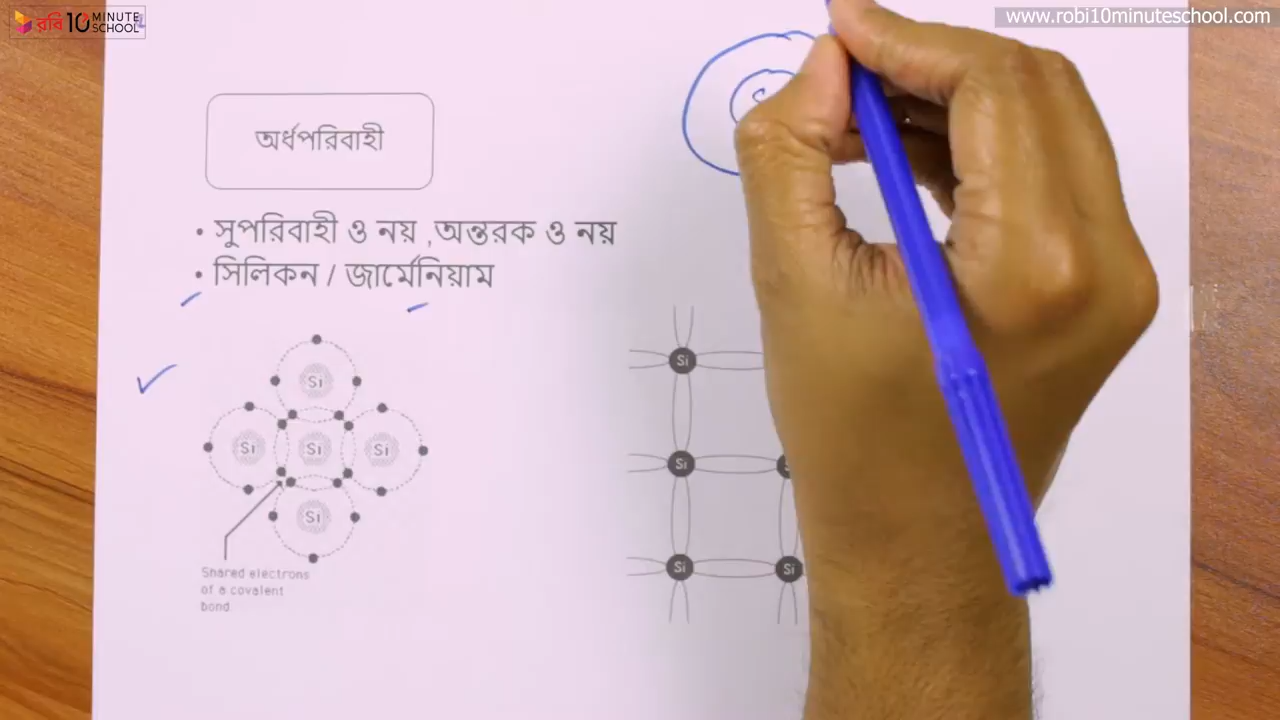 রবি 10 MINUTE SCHOOL
www.robi10minuteschool.com
অর্ধপরিবাহী
• সুপরিবাহী ও নয় ,অন্তরক ও নয়
• সিলিকন / জার্মেনিয়াম
Si
Si Si Si
Si
Shared electrons
of a covalent
bond
Si
Si
Si Si